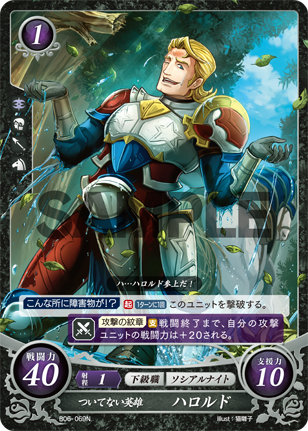 1
SAMPLE
ハ…ハロルド参上だ！
こんな所に障害物が!? 起 1ターンに1回 このユニットを撃破する。
攻撃の紋章 支 戦闘終了まで、自分の攻撃
ユニットの戦闘力は＋20される。
戦闘力 40
射程 1 下級職 ソシアルナイト
支援力 10
ついてない英雄 ハロルド
B06-069N
Illust：猫囃子